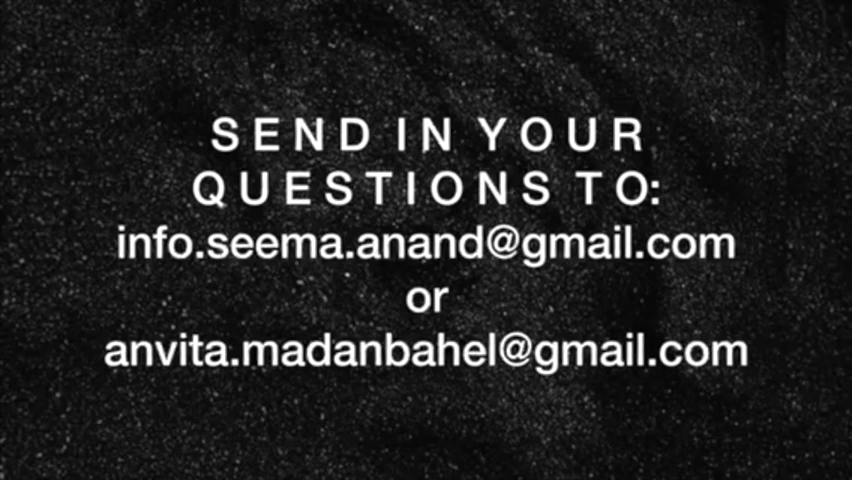 SEND IN YOUR
QUESTIONS TO:
info.seema.anand@gmail.com
or
anvita.madanbahel@gmail.com